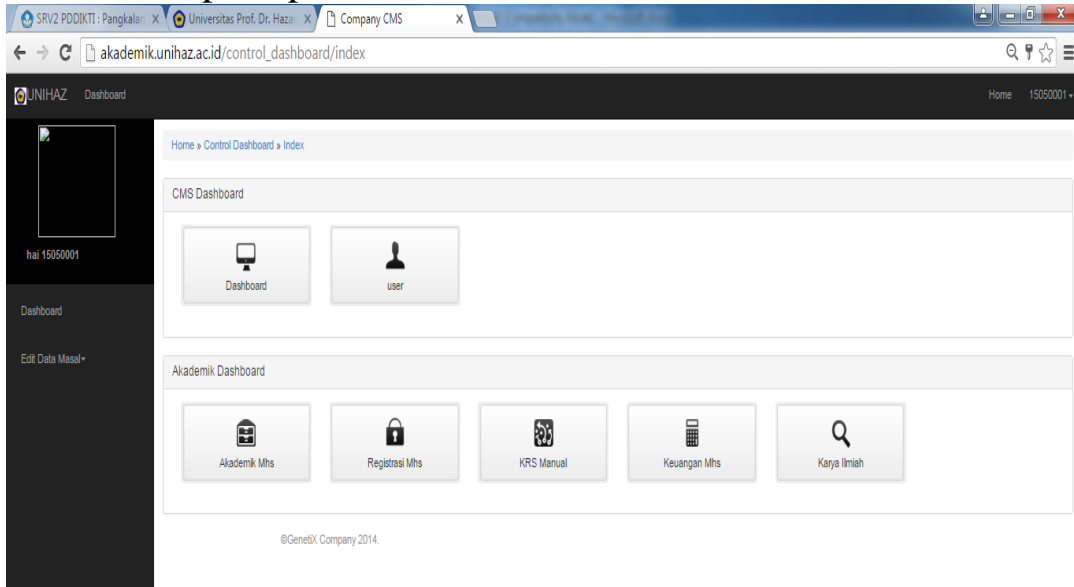 SRV2 PDDIKTI : Pangkalan
Universitas Prof. Dr. Haza
Company CMS
akademik.unihaz.ac.id/control_dashboard/index
UNIHAZ Dashboard
Home 15050001
Home » Control Dashboard » Index
CMS Dashboard
hai 15050001
Dashboard
user
Dashboard
Edit Data Masal
Akademik Dashboard
Akademik Mhs
Registrasi Mhs
KRS Manual
Keuangan Mhs
Karya Ilmiah
©GenetiX Company 2014.